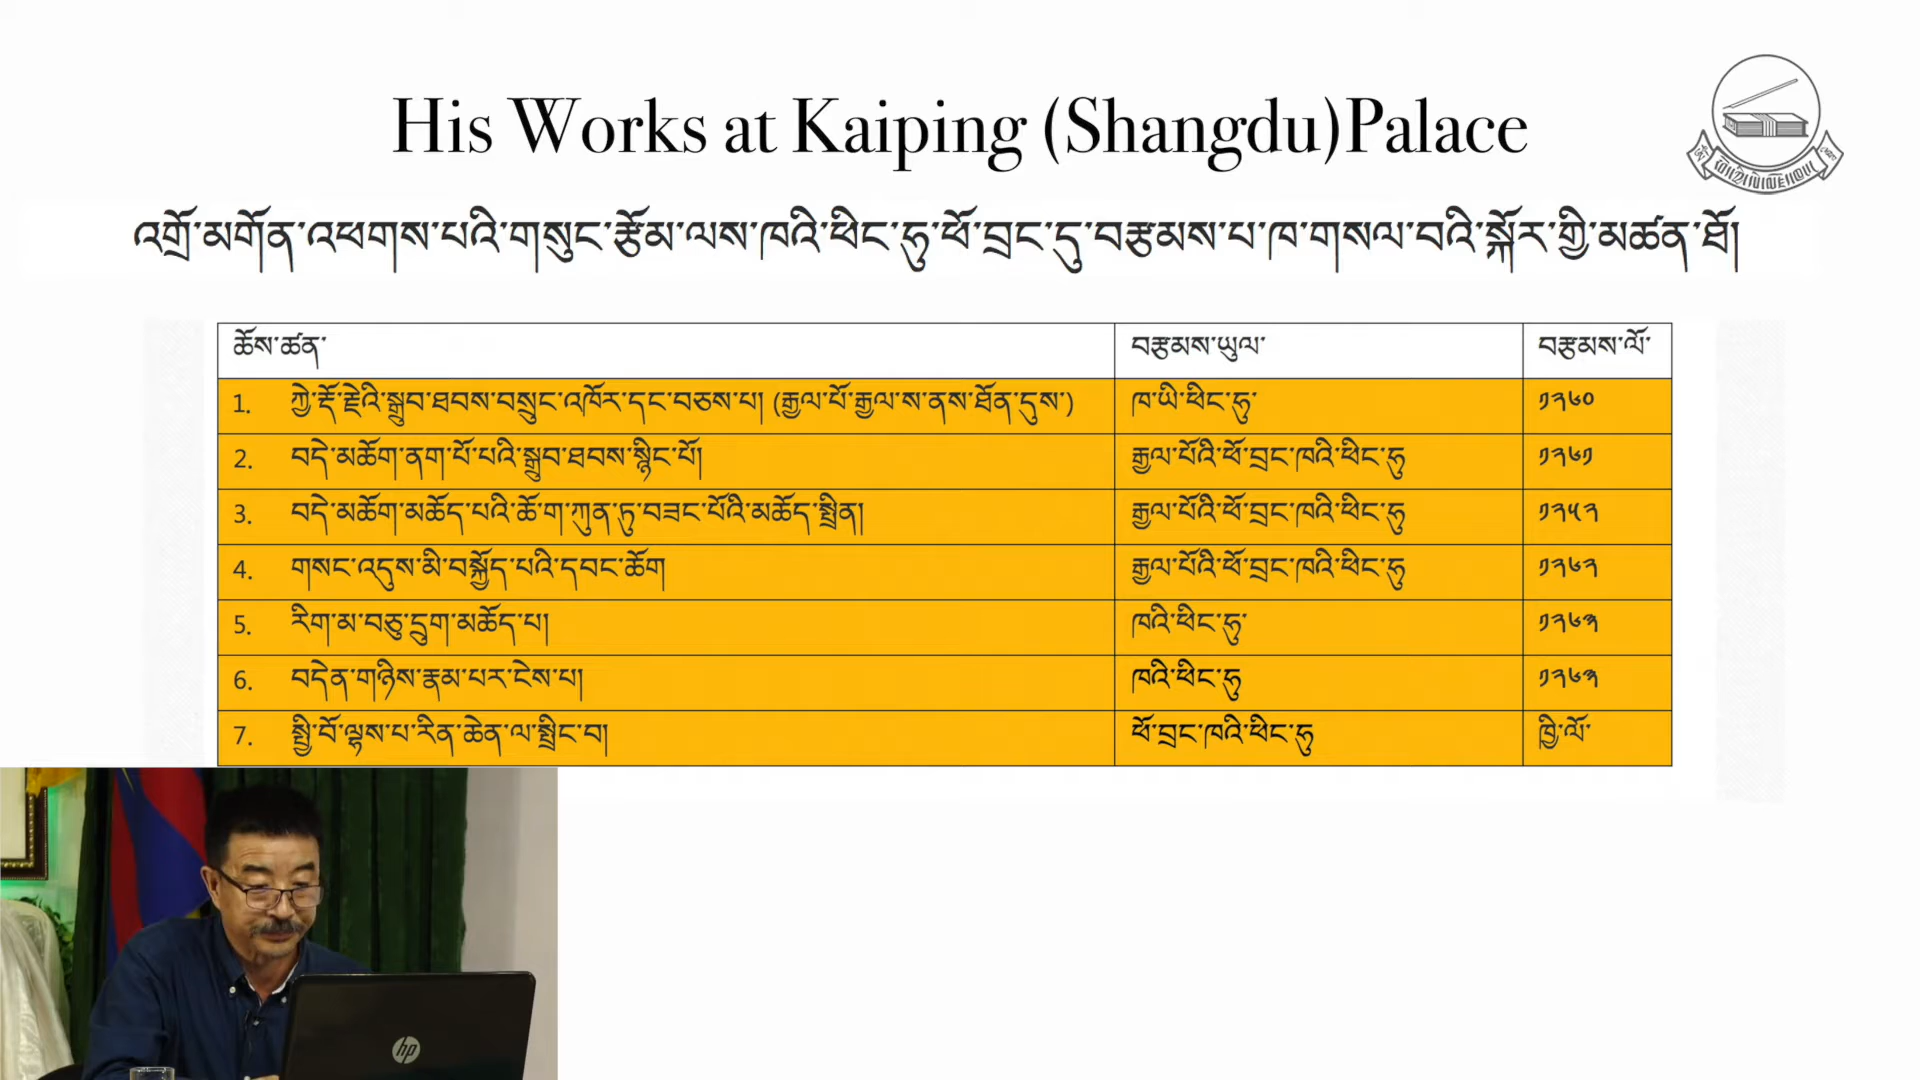 His Works at Kaiping (Shangdu)Palace
འགྲོ་མགོན་འཕགས་པའི་གསུང་རྩོམ་ལས་ཁའི་ཕིང་ཧུ་ཕོ་བྲང་དུ་བརྩམས་པ་ཁ་གསལ་བའི་སྐོར་གྱི་མཚན་ཐོ།
ཆོས་ཚན་ བརྩམས་ཡུལ་ བརྩམས་ལོ་
1. ཀྱེ་རྡོ་རྗེའི་སྒྲུབ་ཐབས་བསྲུང་འཁོར་དང་བཅས་པ། (རྒྱལ་པོ་རྒྱལ་ས་ནས་ཐོན་དུས་) ཁ་ཡི་ཕིང་ཧུ་ ༡༢༦༠
2. བདེ་མཆོག་ནག་པོ་པའི་སྒྲུབ་ཐབས་སྙིང་པོ། རྒྱལ་པོའི་ཕོ་བྲང་ཁའི་ཕིང་ཧུ ༡༢༦༡
3. བདེ་མཆོག་མཆོད་པའི་ཆོ་ག་ཀུན་ཏུ་བཟང་པོའི་མཆོད་སྤྲིན། རྒྱལ་པོའི་ཕོ་བྲང་ཁའི་ཕིང་ཧུ ༡༢༥༢
4. གསང་འདུས་མི་བསྐྱོད་པའི་དབང་ཆོག རྒྱལ་པོའི་ཕོ་བྲང་ཁའི་ཕིང་ཧུ ༡༢༦༢
5. རིག་མ་བཅུ་དྲུག་མཆོད་པ། ཁའི་ཕིང་ཧུ་ ༡༢༦༣
6. བདེན་གཉིས་རྣམ་པར་ངེས་པ། ཁའི་ཕིང་ཧུ ༡༢༦༣
7. སྤྱི་བོ་ལྷས་པ་རིན་ཆེན་ལ་སྤྲིང་བ། ཕོ་བྲང་ཁའི་ཕིང་ཧུ ཁྱི་ལོ་
hp